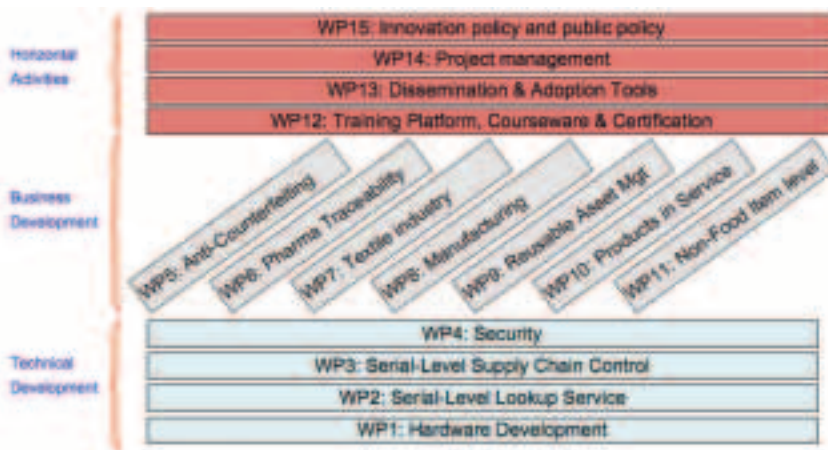 WP15: Innovation policy and public policy
Horizontal
Activities
WP14: Project management
WP13: Dissemination & Adoption Tools
WP12: Training Platform, Courseware & Certification
Business
Development
WP5: Anti-Counterfeiting
WP6: Pharma Traceability
WP7: Textile industry
WP8: Manufacturing
WP9: Reusable Asset Mgt
WP10: Products in Service
WP11: Non-Food Item level
Technical
Development
WP4: Security
WP3: Serial-Level Supply Chain Control
WP2: Serial-Level Lookup Service
WP1: Hardware Development